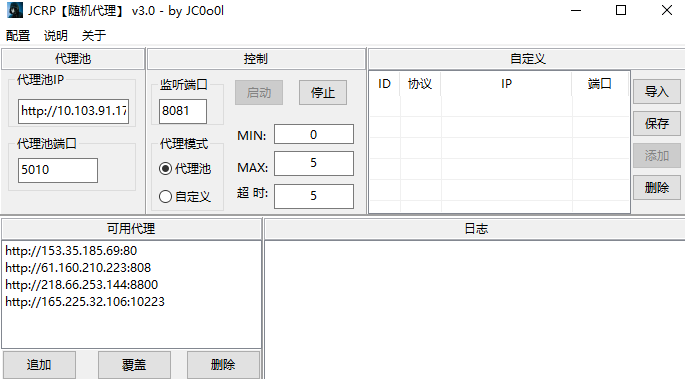 JCRP【随机代理】 v3.0 - by JC0o0l
配置 说明 关于
代理池
代理池IP
http://10.103.91.17
代理池端口
5010
控制
监听端口
8081
代理模式
代理池
自定义
启动 停止
MIN: 0
MAX: 5
超 时: 5
自定义
ID 协议 IP 端口
导入
保存
添加
删除
可用代理
http://153.35.185.69:80
http://61.160.210.223:808
http://218.66.253.144:8800
http://165.225.32.106:10223
追加 覆盖 删除
日志